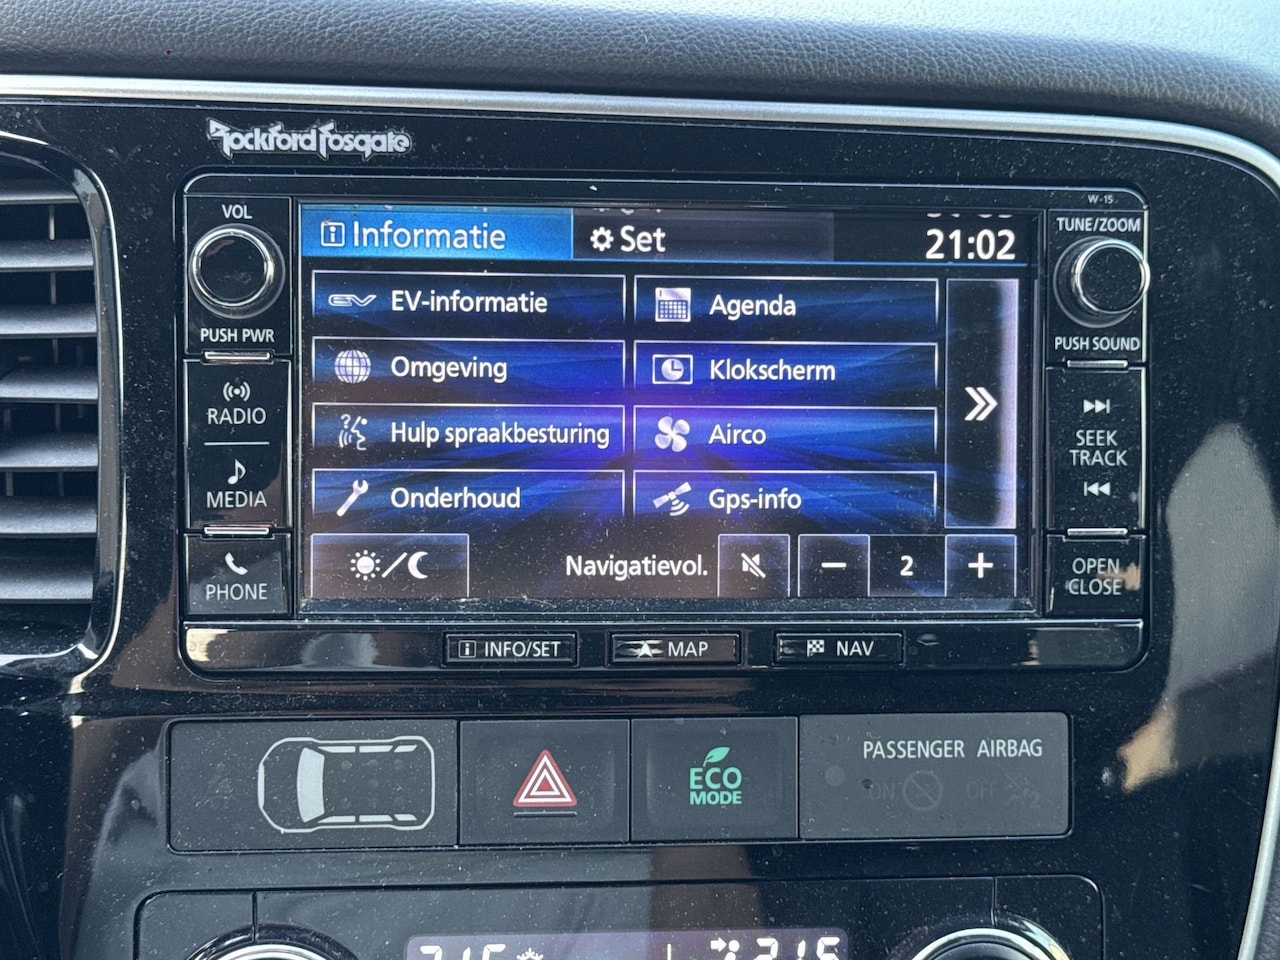 Rockford Fosgate
W-15
VOL
PUSH PWR
RADIO
MEDIA
PHONE
Informatie
Set
21:02
EV-informatie
Agenda
Omgeving
Klokscherm
Hulp spraakbesturing
Airco
Onderhoud
Gps-info
Navigatievol.
2
TUNE/ZOOM
PUSH SOUND
SEEK
TRACK
OPEN
CLOSE
INFO/SET
MAP
NAV
ECO
MODE
PASSENGER AIRBAG
ON
OFF